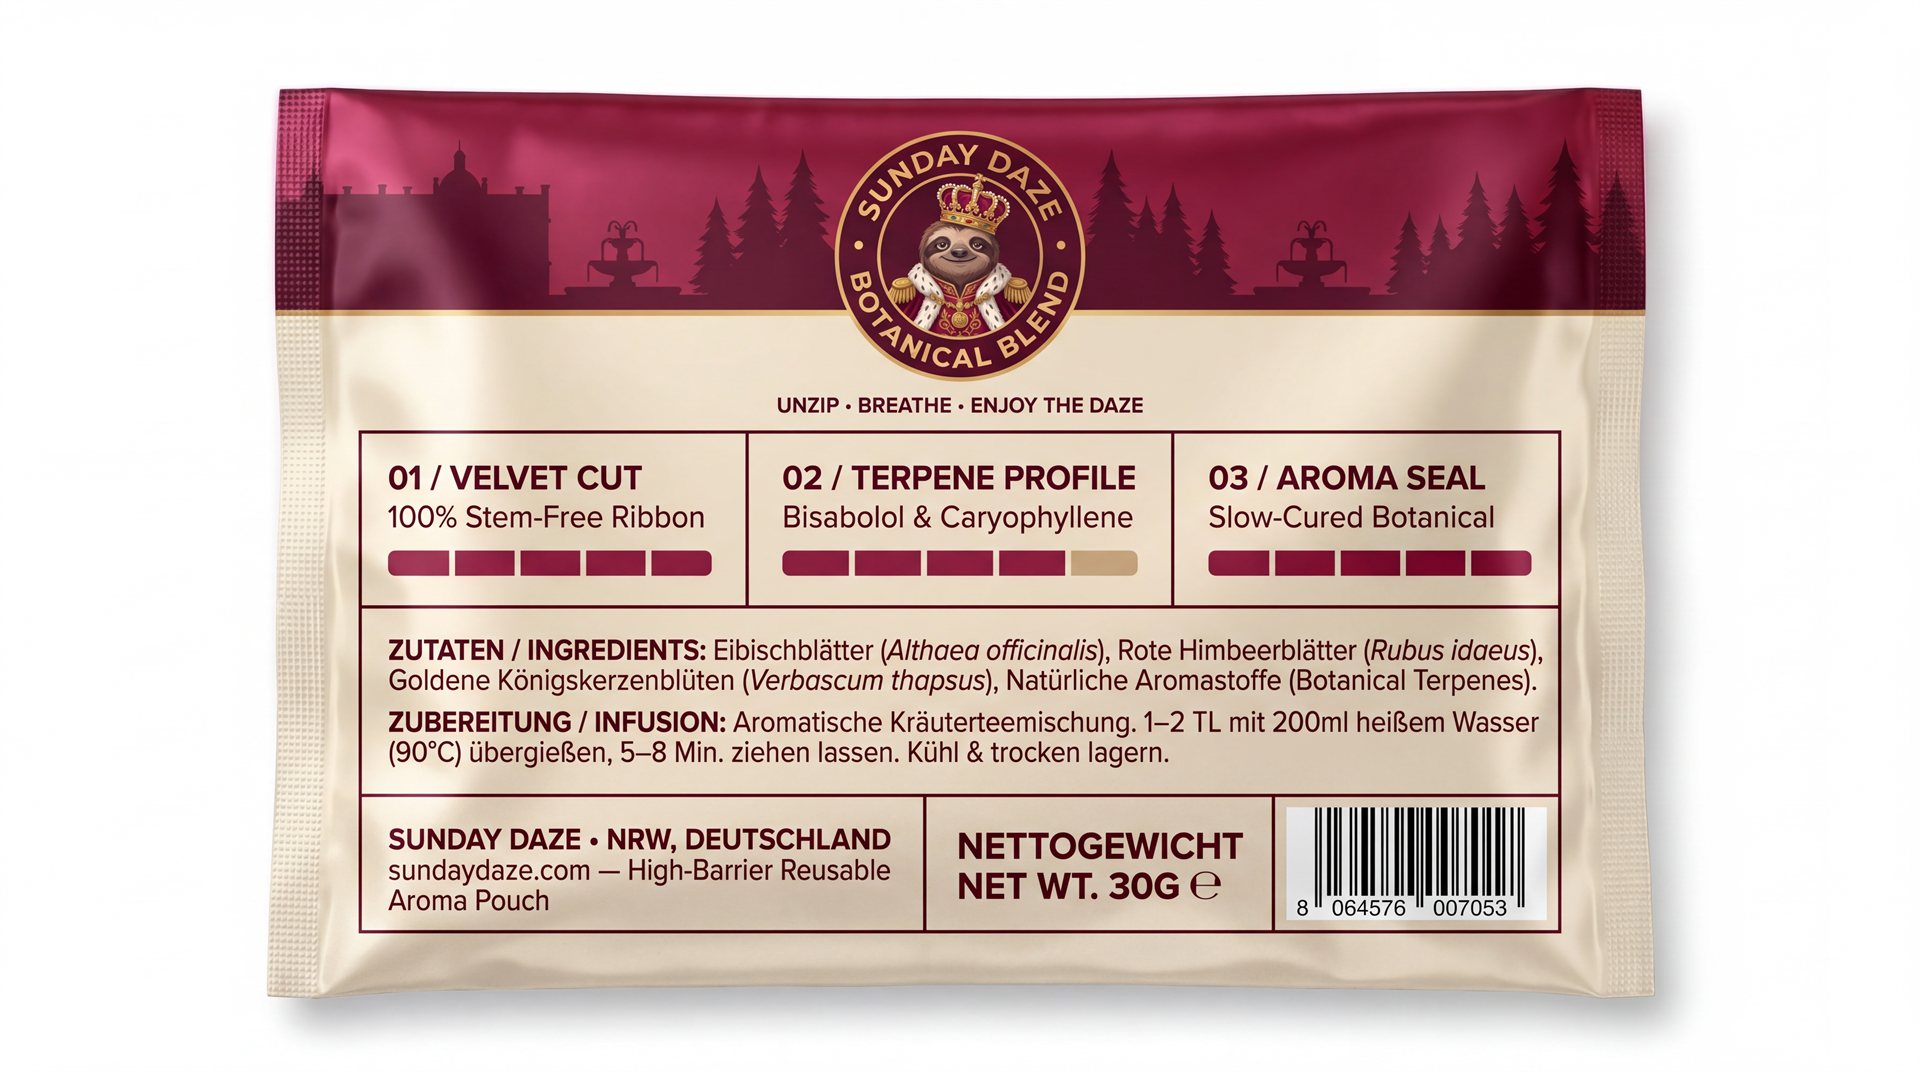 SUNDAY DAZE
BOTANICAL BLEND
UNZIP • BREATHE • ENJOY THE DAZE
01 / VELVET CUT
100% Stem-Free Ribbon
02 / TERPENE PROFILE
Bisabolol & Caryophyllene
03 / AROMA SEAL
Slow-Cured Botanical
ZUTATEN / INGREDIENTS: Eibischblätter (Althaea officinalis), Rote Himbeerblätter (Rubus idaeus),
Goldene Königskerzenblüten (Verbascum thapsus), Natürliche Aromastoffe (Botanical Terpenes).
ZUBEREITUNG / INFUSION: Aromatische Kräuterteemischung. 1–2 TL mit 200ml heißem Wasser
(90°C) übergießen, 5–8 Min. ziehen lassen. Kühl & trocken lagern.
SUNDAY DAZE • NRW, DEUTSCHLAND
sundaydaze.com — High-Barrier Reusable
Aroma Pouch
NETTOGEWICHT
NET WT. 30G ℮
8 064576 007053